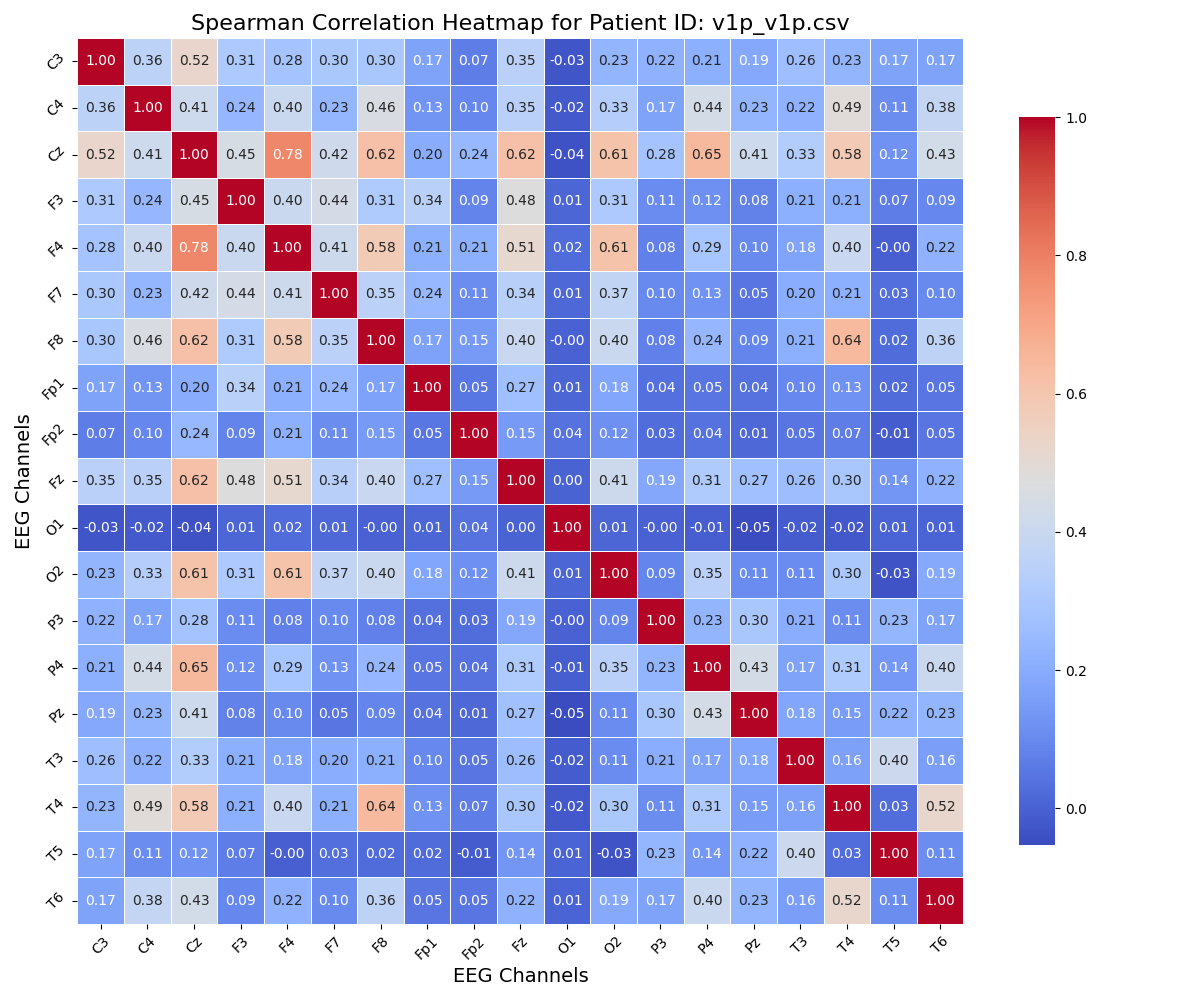 Spearman Correlation Heatmap for Patient ID: v1p_v1p.csv
C3 1.00 0.36 0.52 0.31 0.28 0.30 0.30 0.17 0.07 0.35 -0.03 0.23 0.22 0.21 0.19 0.26 0.23 0.17 0.17
C4 0.36 1.00 0.41 0.24 0.40 0.23 0.46 0.13 0.10 0.35 -0.02 0.33 0.17 0.44 0.23 0.22 0.49 0.11 0.38
Cz 0.52 0.41 1.00 0.45 0.78 0.42 0.62 0.20 0.24 0.62 -0.04 0.61 0.28 0.65 0.41 0.33 0.58 0.12 0.43
F3 0.31 0.24 0.45 1.00 0.40 0.44 0.31 0.34 0.09 0.48 0.01 0.31 0.11 0.12 0.08 0.21 0.21 0.07 0.09
F4 0.28 0.40 0.78 0.40 1.00 0.41 0.58 0.21 0.21 0.51 0.02 0.61 0.08 0.29 0.10 0.18 0.40 -0.00 0.22
F7 0.30 0.23 0.42 0.44 0.41 1.00 0.35 0.24 0.11 0.34 0.01 0.37 0.10 0.13 0.05 0.20 0.21 0.03 0.10
F8 0.30 0.46 0.62 0.31 0.58 0.35 1.00 0.17 0.15 0.40 -0.00 0.40 0.08 0.24 0.09 0.21 0.64 0.02 0.36
Fp1 0.17 0.13 0.20 0.34 0.21 0.24 0.17 1.00 0.05 0.27 0.01 0.18 0.04 0.05 0.04 0.10 0.13 0.02 0.05
Fp2 0.07 0.10 0.24 0.09 0.21 0.11 0.15 0.05 1.00 0.15 0.04 0.12 0.03 0.04 0.01 0.05 0.07 -0.01 0.05
Fz 0.35 0.35 0.62 0.48 0.51 0.34 0.40 0.27 0.15 1.00 0.00 0.41 0.19 0.31 0.27 0.26 0.30 0.14 0.22
O1 -0.03 -0.02 -0.04 0.01 0.02 0.01 -0.00 0.01 0.04 0.00 1.00 0.01 -0.00 -0.01 -0.05 -0.02 -0.02 0.01 0.01
O2 0.23 0.33 0.61 0.31 0.61 0.37 0.40 0.18 0.12 0.41 0.01 1.00 0.09 0.35 0.11 0.11 0.30 -0.03 0.19
P3 0.22 0.17 0.28 0.11 0.08 0.10 0.08 0.04 0.03 0.19 -0.00 0.09 1.00 0.23 0.30 0.21 0.11 0.23 0.17
P4 0.21 0.44 0.65 0.12 0.29 0.13 0.24 0.05 0.04 0.31 -0.01 0.35 0.23 1.00 0.43 0.17 0.31 0.14 0.40
Pz 0.19 0.23 0.41 0.08 0.10 0.05 0.09 0.04 0.01 0.27 -0.05 0.11 0.30 0.43 1.00 0.18 0.15 0.22 0.23
T3 0.26 0.22 0.33 0.21 0.18 0.20 0.21 0.10 0.05 0.26 -0.02 0.11 0.21 0.17 0.18 1.00 0.16 0.40 0.16
T4 0.23 0.49 0.58 0.21 0.40 0.21 0.64 0.13 0.07 0.30 -0.02 0.30 0.11 0.31 0.15 0.16 1.00 0.03 0.52
T5 0.17 0.11 0.12 0.07 -0.00 0.03 0.02 0.02 -0.01 0.14 0.01 -0.03 0.23 0.14 0.22 0.40 0.03 1.00 0.11
T6 0.17 0.38 0.43 0.09 0.22 0.10 0.36 0.05 0.05 0.22 0.01 0.19 0.17 0.40 0.23 0.16 0.52 0.11 1.00
C3 C4 Cz F3 F4 F7 F8 Fp1 Fp2 Fz O1 O2 P3 P4 Pz T3 T4 T5 T6
EEG Channels
EEG Channels
1.0
0.8
0.6
0.4
0.2
0.0